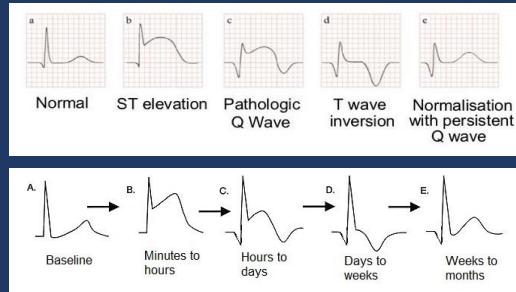 a b c d e
Normal ST elevation Pathologic T wave Normalisation
Q Wave inversion with persistent
Q wave
A. B. C. D. E.
Baseline Minutes to Hours to Days to Weeks to
hours days weeks months